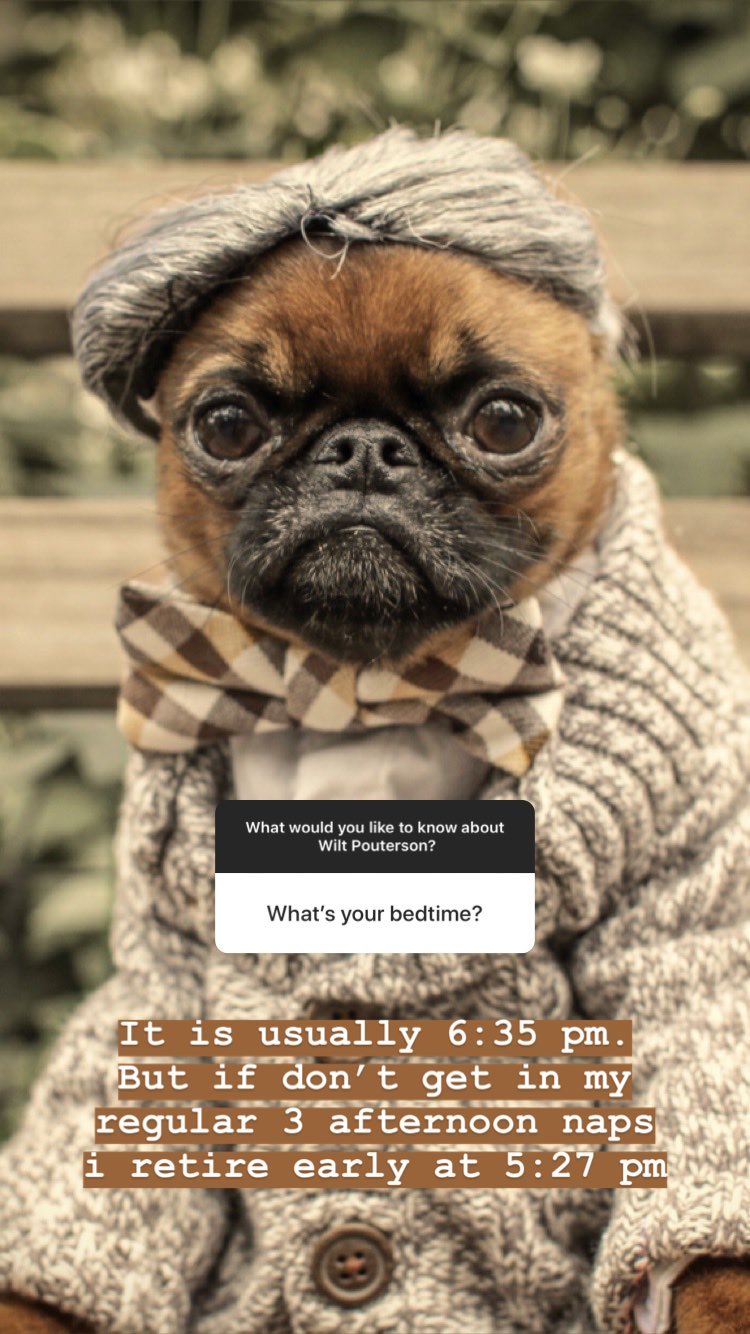 What would you like to know about
Wilt Pouterson?
What's your bedtime?
It is usually 6:35 pm.
But if don't get in my
regular 3 afternoon naps
i retire early at 5:27 pm